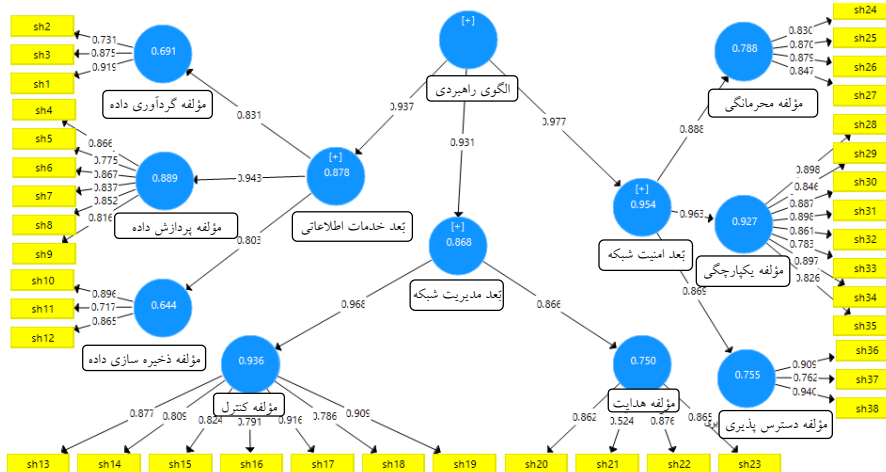 sh2
sh3
sh1
0.731
0.875
0.919
0.691
مؤلفه گردآوری داده
sh4
sh5
sh6
sh7
sh8
sh9
0.866
0.775
0.867
0.837
0.852
0.816
0.889
مؤلفه پردازش داده
sh10
sh11
sh12
0.896
0.717
0.865
0.644
مؤلفه ذخیره سازی داده
0.831
0.943
0.803
[+]
0.878
بُعد خدمات اطلاعاتی
[+]
الگوی راهبردی
0.937
0.931
0.977
[+]
0.868
بُعد مدیریت شبکه
0.968
0.866
[+]
0.954
بُعد امنیت شبکه
0.888
0.963
0.869
0.788
مؤلفه محرمانگی
0.830
0.870
0.879
0.847
sh24
sh25
sh26
sh27
0.927
مؤلفه یکپارچگی
0.898
0.846
0.887
0.896
0.861
0.783
0.897
0.826
sh28
sh29
sh30
sh31
sh32
sh33
sh34
sh35
0.755
مؤلفه دسترس پذیری
0.909
0.762
0.940
sh36
sh37
sh38
0.936
مؤلفه کنترل
0.877
0.809
0.824
0.791
0.916
0.786
0.909
sh13
sh14
sh15
sh16
sh17
sh18
sh19
0.750
مؤلفه هدایت
0.862
0.524
0.876
0.865
sh20
sh21
sh22
sh23